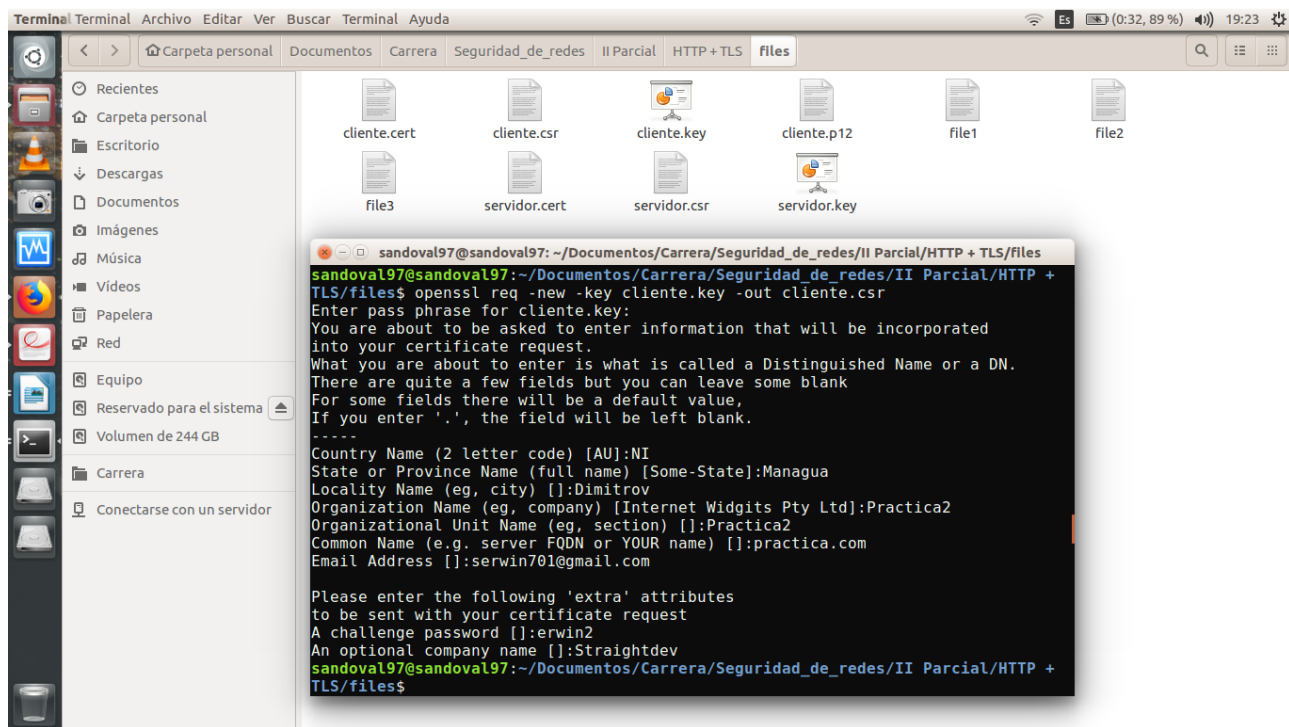 Terminal Terminal Archivo Editar Ver Buscar Terminal Ayuda Es (0:32, 89 %) 19:23
Carpeta personal Documentos Carrera Seguridad_de_redes II Parcial HTTP + TLS files
Recientes
Carpeta personal
Escritorio
Descargas
Documentos
Imágenes
Música
Vídeos
Papelera
Red
Equipo
Reservado para el sistema
Volumen de 244 GB
Carrera
Conectarse con un servidor
cliente.cert cliente.csr cliente.key cliente.p12 file1 file2
file3 servidor.cert servidor.csr servidor.key
sandoval97@sandoval97: ~/Documentos/Carrera/Seguridad_de_redes/II Parcial/HTTP + TLS/files
sandoval97@sandoval97:~/Documentos/Carrera/Seguridad_de_redes/II Parcial/HTTP +
TLS/files$ openssl req -new -key cliente.key -out cliente.csr
Enter pass phrase for cliente.key:
You are about to be asked to enter information that will be incorporated
into your certificate request.
What you are about to enter is what is called a Distinguished Name or a DN.
There are quite a few fields but you can leave some blank
For some fields there will be a default value,
If you enter '.', the field will be left blank.
-----
Country Name (2 letter code) [AU]:NI
State or Province Name (full name) [Some-State]:Managua
Locality Name (eg, city) []:Dimitrov
Organization Name (eg, company) [Internet Widgits Pty Ltd]:Practica2
Organizational Unit Name (eg, section) []:Practica2
Common Name (e.g. server FQDN or YOUR name) []:practica.com
Email Address []:serwin701@gmail.com
Please enter the following 'extra' attributes
to be sent with your certificate request
A challenge password []:erwin2
An optional company name []:Straightdev
sandoval97@sandoval97:~/Documentos/Carrera/Seguridad_de_redes/II Parcial/HTTP +
TLS/files$